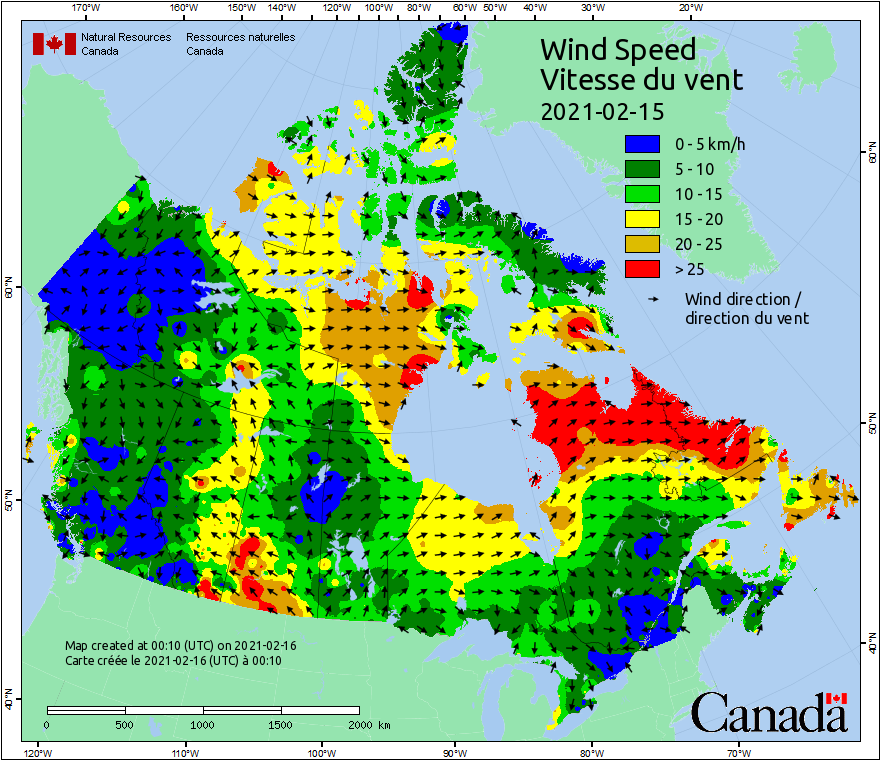 170°W 160°W 150°W 140°W 120°W 100°W 80°W 60°W 50°W 40°W 30°W 20°W
Natural Resources Ressources naturelles
Canada Canada
Wind Speed
Vitesse du vent
2021-02-15
0 - 5 km/h
5 - 10
10 - 15
15 - 20
20 - 25
> 25
Wind direction /
direction du vent
60°N 60°N
50°N 50°N
40°N 40°N
Map created at 00:10 (UTC) on 2021-02-16
Carte créée le 2021-02-16 (UTC) à 00:10
0 500 1000 1500 2000 km
Canada
120°W 110°W 100°W 90°W 80°W 70°W